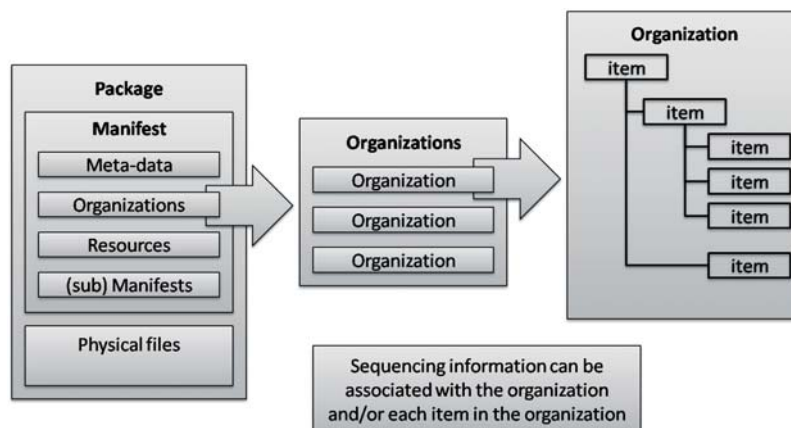 Package
Manifest
Meta-data
Organizations
Resources
(sub) Manifests
Physical files
Organizations
Organization
Organization
Organization
Organization
item
item
item
item
item
item
Sequencing information can be
associated with the organization
and/or each item in the organization